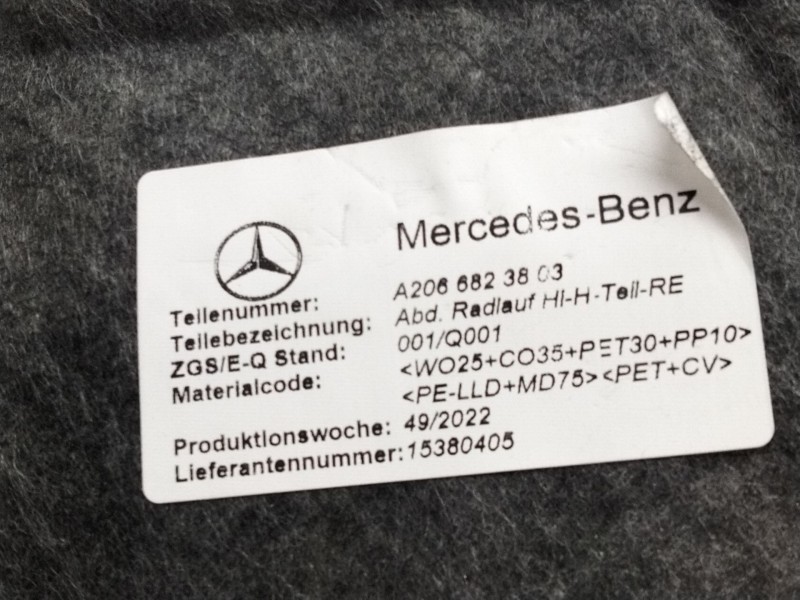 Mercedes-Benz
Teilenummer: A206 682 38 03
Teilebezeichnung: Abd. Radlauf HI-H-Teil-RE
ZGS/E-Q Stand: 001/Q001
Materialcode: <WO25+CO35+PET30+PP10>
<PE-LLD+MD75><PET+CV>
Produktionswoche: 49/2022
Lieferantennummer: 15380405